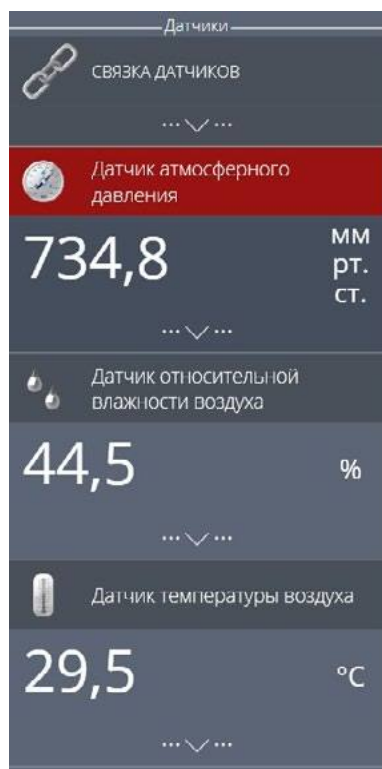 Датчики
СВЯЗКА ДАТЧИКОВ
Датчик атмосферного
давления
734,8
мм
рт.
ст.
Датчик относительной
влажности воздуха
44,5
%
Датчик температуры воздуха
29,5
°C